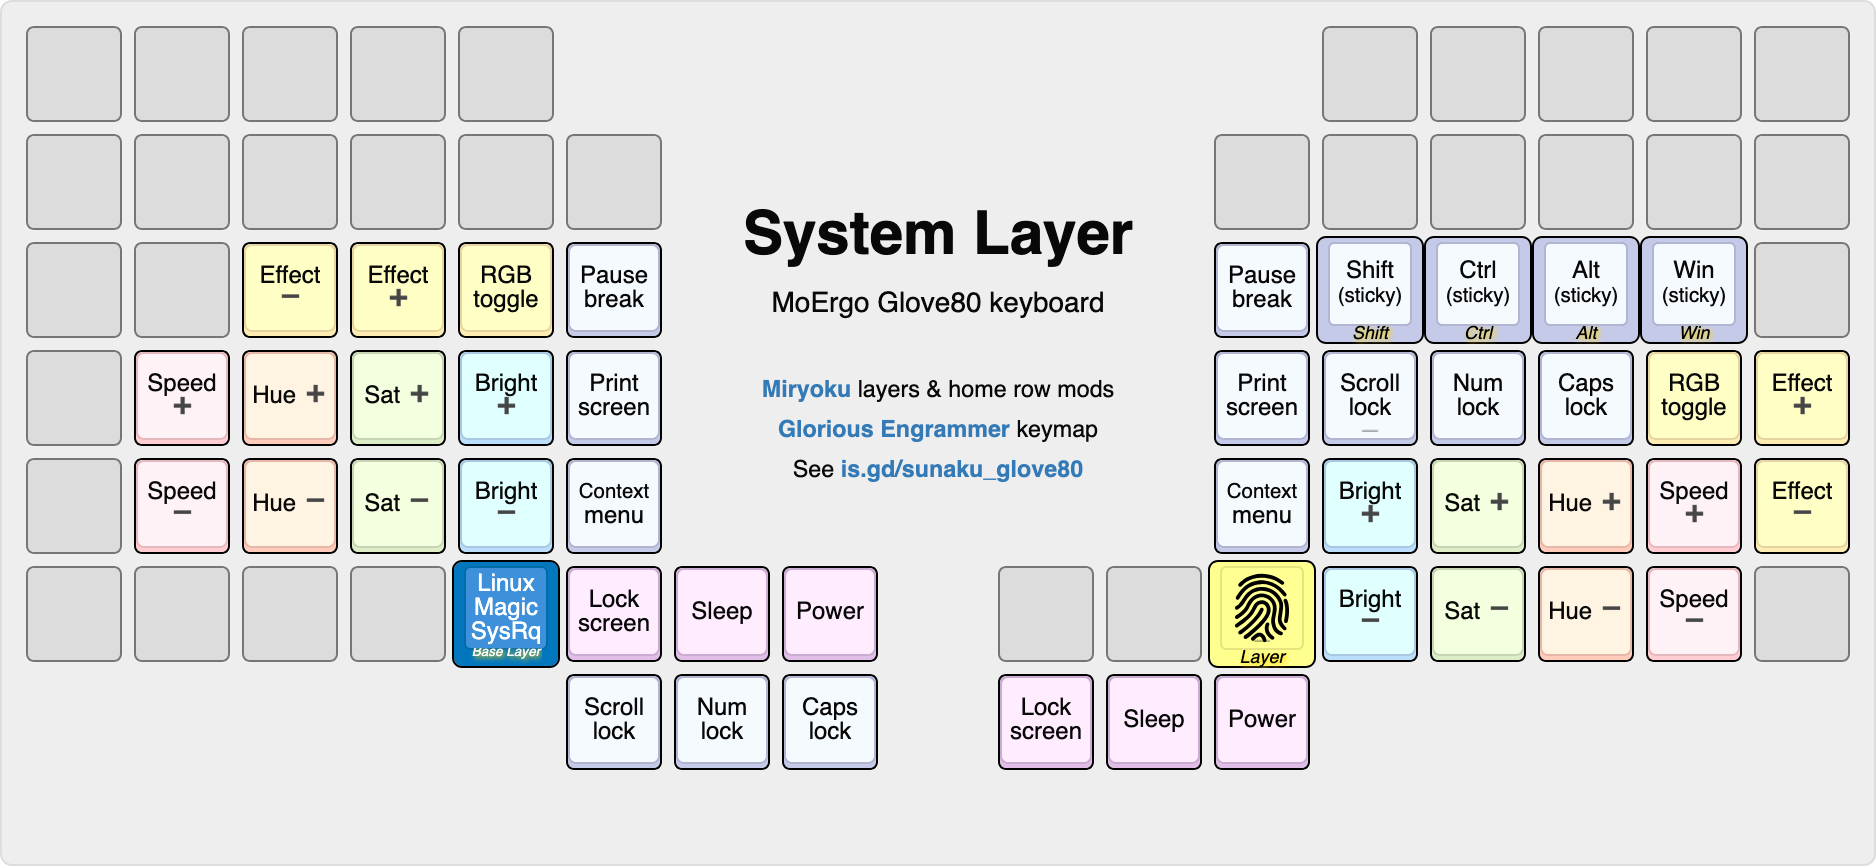 System Layer
MoErgo Glove80 keyboard
Miryoku layers & home row mods
Glorious Engrammer keymap
See is.gd/sunaku_glove80
Effect
−
Effect
+
RGB
toggle
Pause
break
Speed
+
Hue +
Sat +
Bright
+
Print
screen
Speed
−
Hue −
Sat −
Bright
−
Context
menu
Linux
Magic
SysRq
Base Layer
Lock
screen
Sleep
Power
Scroll
lock
Num
lock
Caps
lock
Pause
break
Shift
(sticky)
Shift
Ctrl
(sticky)
Ctrl
Alt
(sticky)
Alt
Win
(sticky)
Win
Print
screen
Scroll
lock
Num
lock
Caps
lock
RGB
toggle
Effect
+
Context
menu
Bright
+
Sat +
Hue +
Speed
+
Effect
−
Layer
Bright
−
Sat −
Hue −
Speed
−
Lock
screen
Sleep
Power